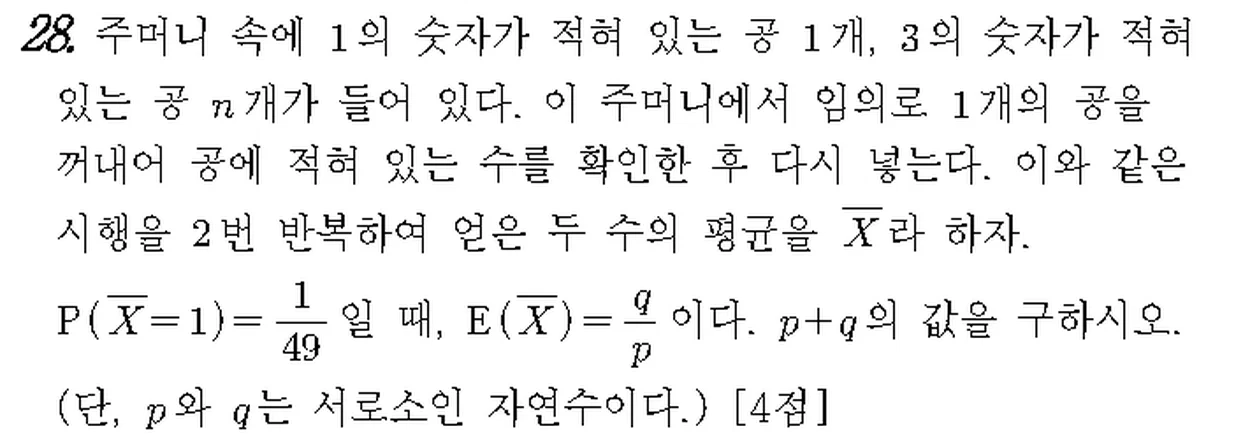 28. 주머니 속에 1의 숫자가 적혀 있는 공 1개, 3의 숫자가 적혀
있는 공 n개가 들어 있다. 이 주머니에서 임의로 1개의 공을
꺼내어 공에 적혀 있는 수를 확인한 후 다시 넣는다. 이와 같은
시행을 2번 반복하여 얻은 두 수의 평균을 X̄라 하자.
P(X̄=1)=1/49일 때, E(X̄)=q/p이다. p+q의 값을 구하시오.
(단, p와 q는 서로소인 자연수이다.) [4점]